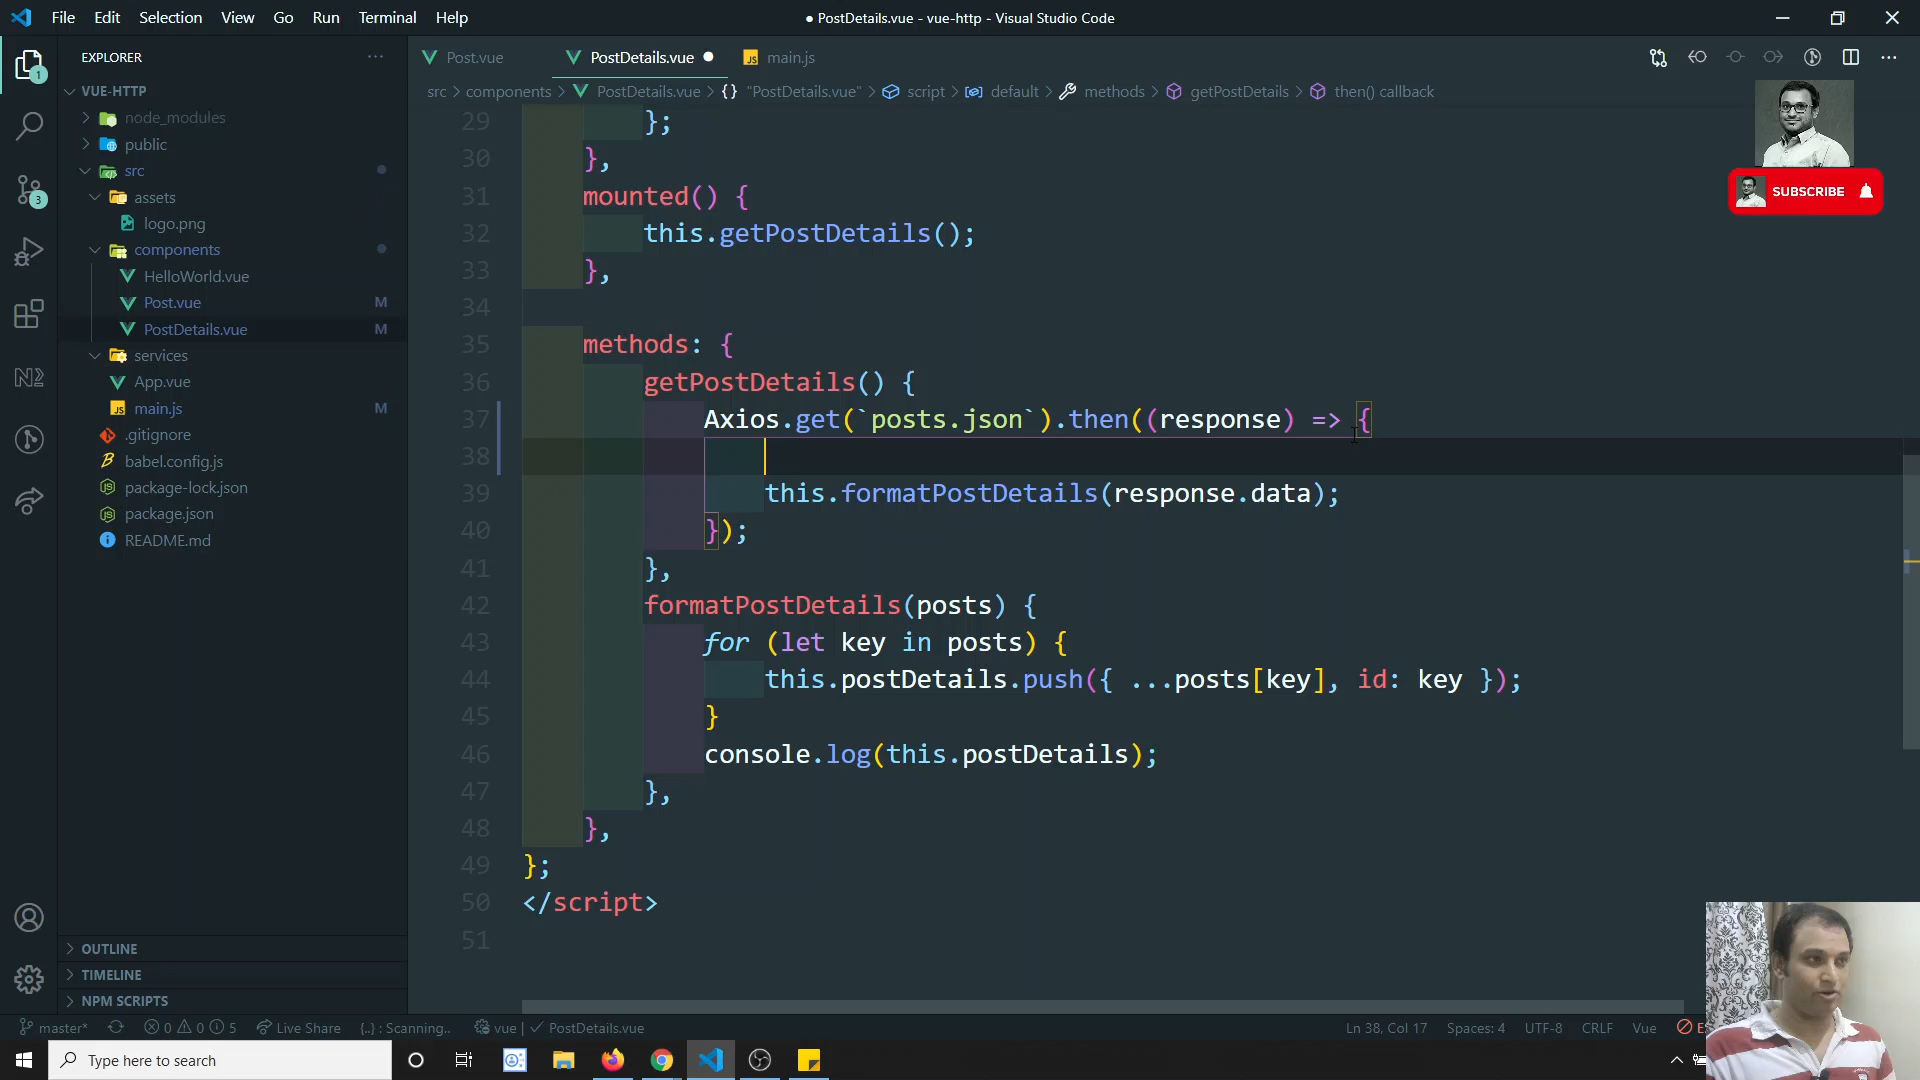 File Edit Selection View Go Run Terminal Help
● PostDetails.vue - vue-http - Visual Studio Code
EXPLORER
Post.vue PostDetails.vue main.js
VUE-HTTP
src > components > PostDetails.vue > {} "PostDetails.vue" > script > default > methods > getPostDetails > then() callback
node_modules
public
src
assets
logo.png
components
HelloWorld.vue
Post.vue M
PostDetails.vue M
services
App.vue
JS main.js M
.gitignore
babel.config.js
package-lock.json
package.json
README.md
OUTLINE
TIMELINE
NPM SCRIPTS
1
3
SUBSCRIBE
29 };
30 },
31 mounted() {
32 this.getPostDetails();
33 },
34
35 methods: {
36 getPostDetails() {
37 Axios.get(`posts.json`).then((response) => {
38
39 this.formatPostDetails(response.data);
40 });
41 },
42 formatPostDetails(posts) {
43 for (let key in posts) {
44 this.postDetails.push({ ...posts[key], id: key });
45 }
46 console.log(this.postDetails);
47 },
48 },
49 };
50 </script>
51
master* 0 0 5 Live Share {..} : Scanning.. vue | ✓ PostDetails.vue Ln 38, Col 17 Spaces: 4 UTF-8 CRLF Vue
Type here to search